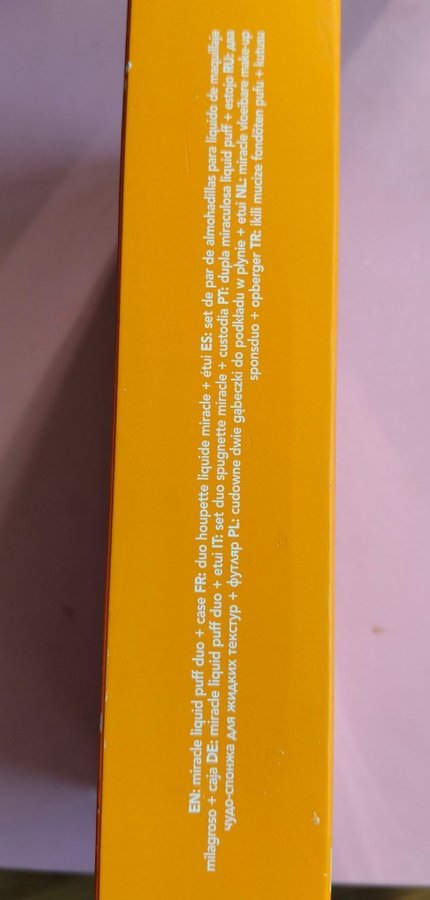 EN: miracle liquid puff duo + case FR: duo houpette liquide miracle + étui ES: set de par de almohadillas para líquido de maquillaje
milagroso + caja DE: miracle liquid puff duo + etui IT: set duo spugnette miracle + custodia PT: dupla miraculosa liquid puff + estojo RU: два
чудо-спонжа для жидких текстур + футляр PL: cudowne dwie gąbeczki do podkładu w płynie + etui NL: miracle vloeibare make-up
sponsduo + opberger TR: ikili mucize fondöten pufu + kutusu